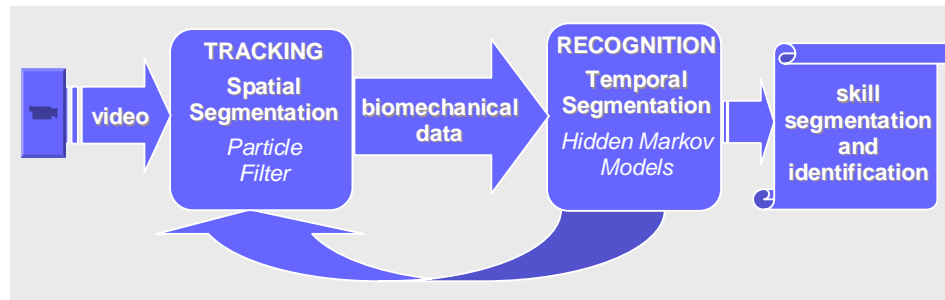 video
TRACKING
Spatial
Segmentation
Particle
Filter
biomechanical
data
RECOGNITION
Temporal
Segmentation
Hidden Markov
Models
skill
segmentation
and
identification